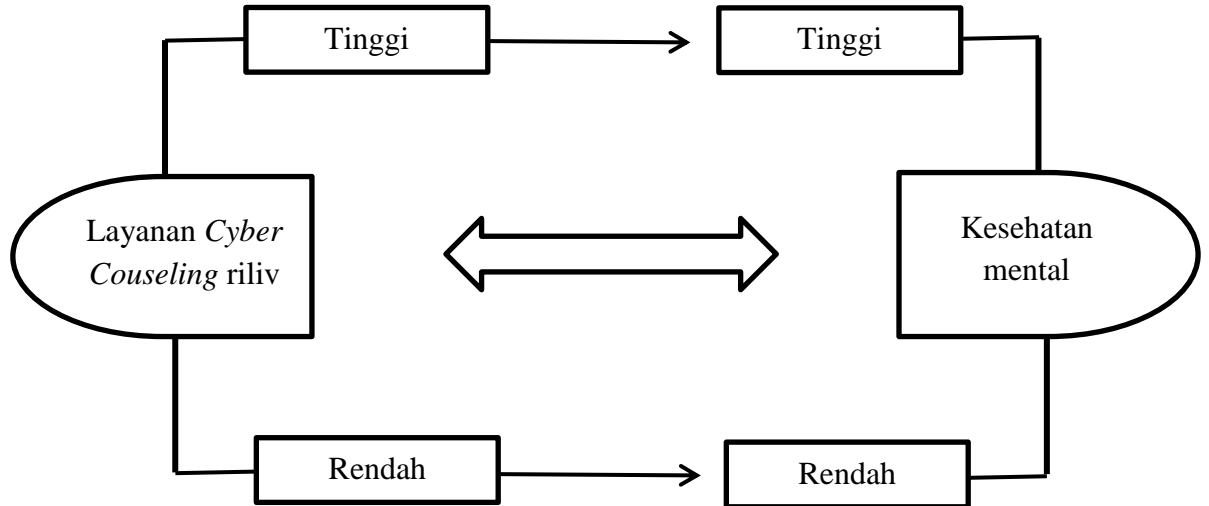 Tinggi
Tinggi
Layanan Cyber
Couseling riliv
Kesehatan
mental
Rendah
Rendah